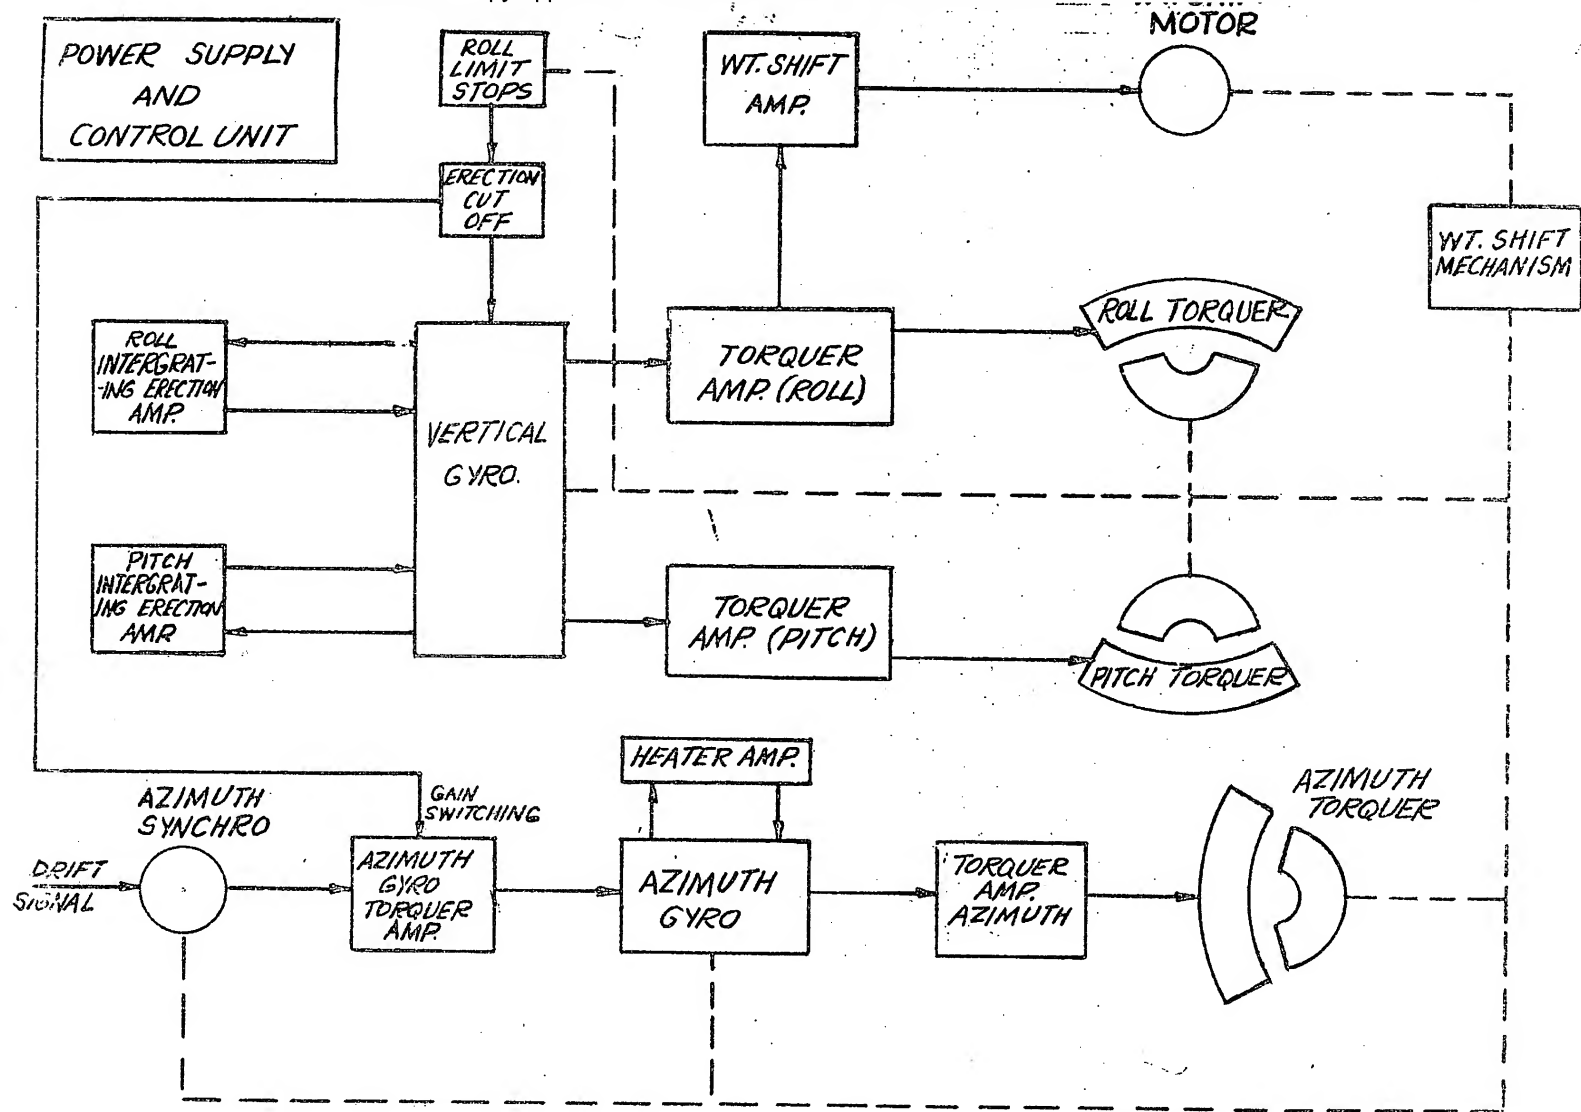 POWER SUPPLY
AND
CONTROL UNIT
ROLL
LIMIT
STOPS
WT. SHIFT
AMP.
MOTOR
ERECTION
CUT
OFF
WT. SHIFT
MECHANISM
ROLL
INTERGRAT-
-ING ERECTION
AMP.
VERTICAL
GYRO.
TORQUER
AMP. (ROLL)
ROLL TORQUER
PITCH
INTERGRAT-
-ING ERECTION
AMP.
TORQUER
AMP. (PITCH)
PITCH TORQUER
HEATER AMP.
AZIMUTH
SYNCHRO
GAIN
SWITCHING
AZIMUTH
TORQUER
DRIFT
SIGNAL
AZIMUTH
GYRO
TORQUER
AMP.
AZIMUTH
GYRO
TORQUER
AMP.
AZIMUTH